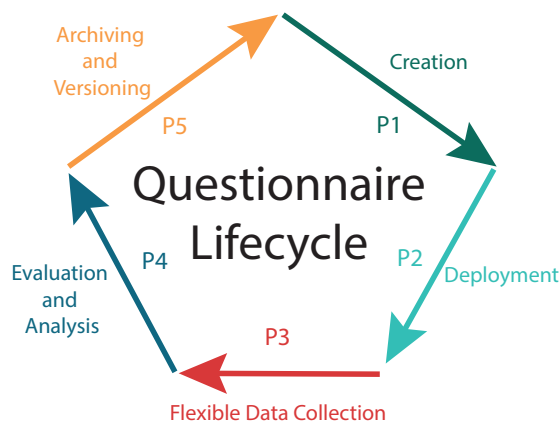 Archiving
and
Versioning
P5
Creation
P1
Questionnaire
Lifecycle
P2
Deployment
P3
Flexible Data Collection
P4
Evaluation
and
Analysis